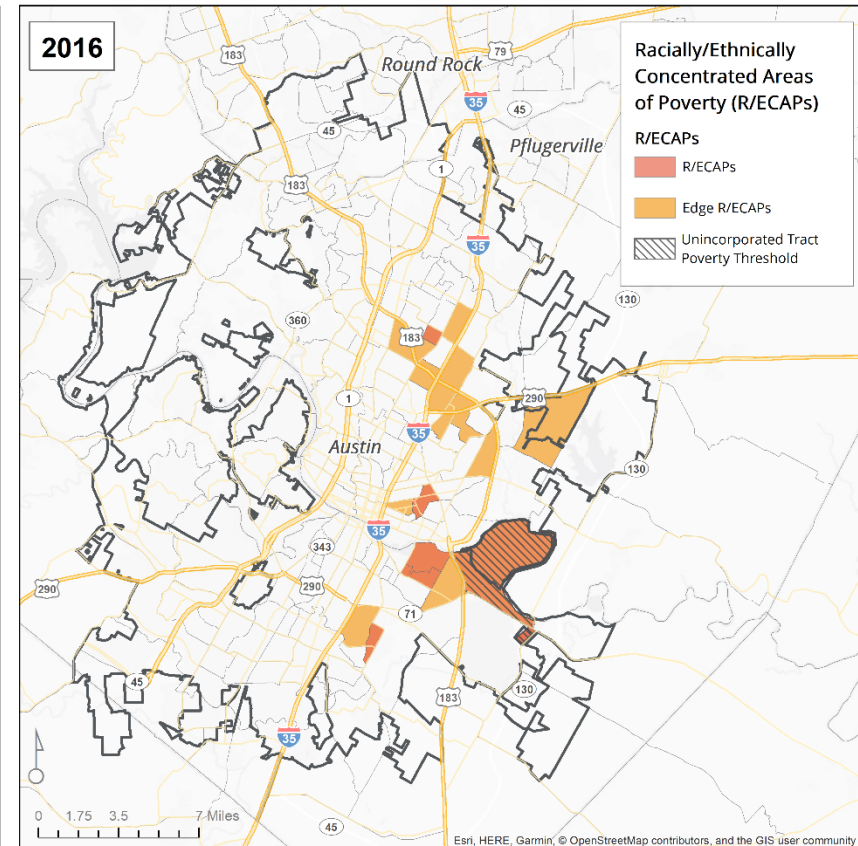 2016
Racially/Ethnically
Concentrated Areas
of Poverty (R/ECAPs)
R/ECAPs
R/ECAPs
Edge R/ECAPs
Unincorporated Tract
Poverty Threshold
183
79
Round Rock
35
45
45
Pflugerville
1
183
183
35
130
360
183
290
1
35
Austin
130
35
343
290
290
71
45
130
183
35
0 1.75 3.5 7 Miles
45
Esri, HERE, Garmin, © OpenStreetMap contributors, and the GIS user community